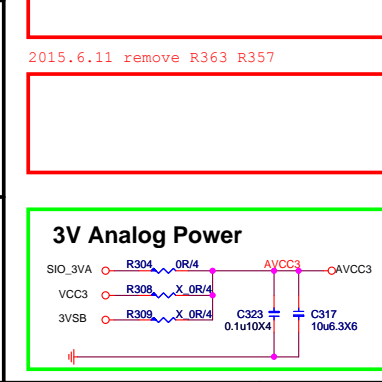 2015.6.11 remove R363 R357
3V Analog Power
SIO_3VA R304 0R/4 AVCC3 AVCC3
VCC3 R308 X_0R/4
3VSB R309 X_0R/4 C323 C317
0.1u10X4 10u6.3X6